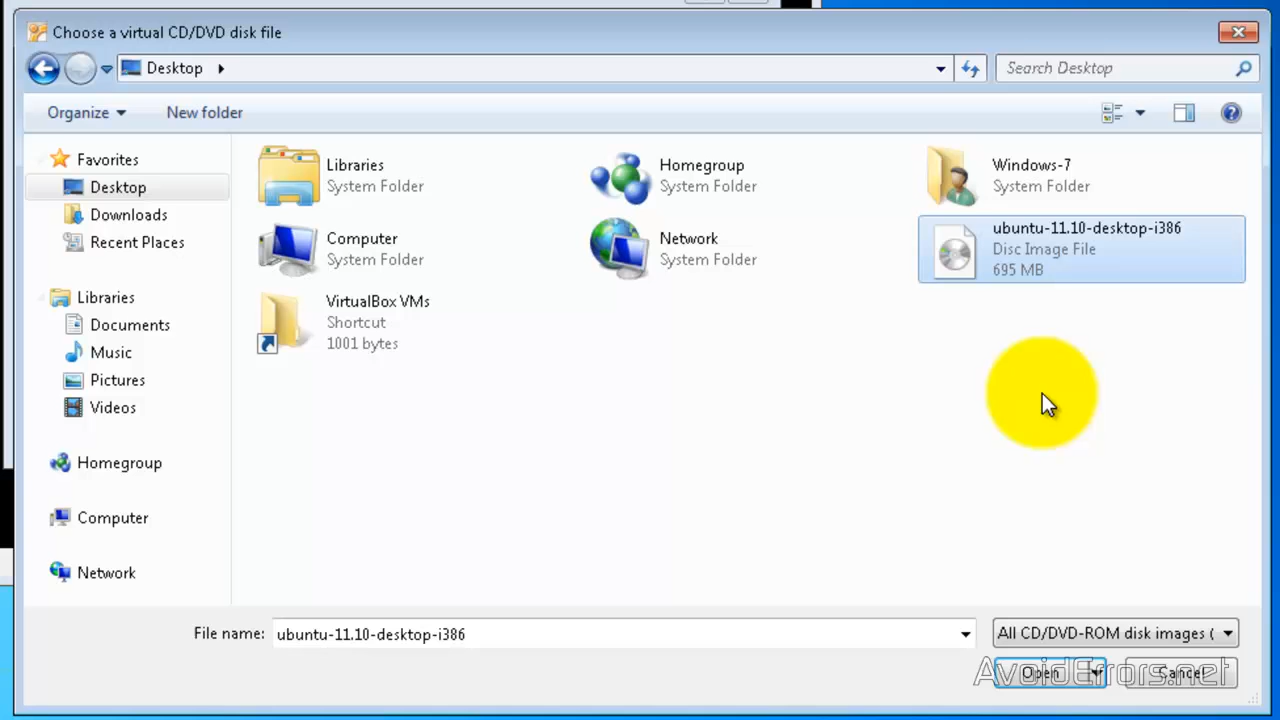 Choose a virtual CD/DVD disk file
Desktop
Search Desktop
Organize
New folder
Favorites
Desktop
Downloads
Recent Places
Libraries
Documents
Music
Pictures
Videos
Homegroup
Computer
Network
Libraries
System Folder
Homegroup
System Folder
Windows-7
System Folder
Computer
System Folder
Network
System Folder
ubuntu-11.10-desktop-i386
Disc Image File
695 MB
VirtualBox VMs
Shortcut
1001 bytes
File name:
ubuntu-11.10-desktop-i386
All CD/DVD-ROM disk images (
Open
Cancel
AvoidErrors.net